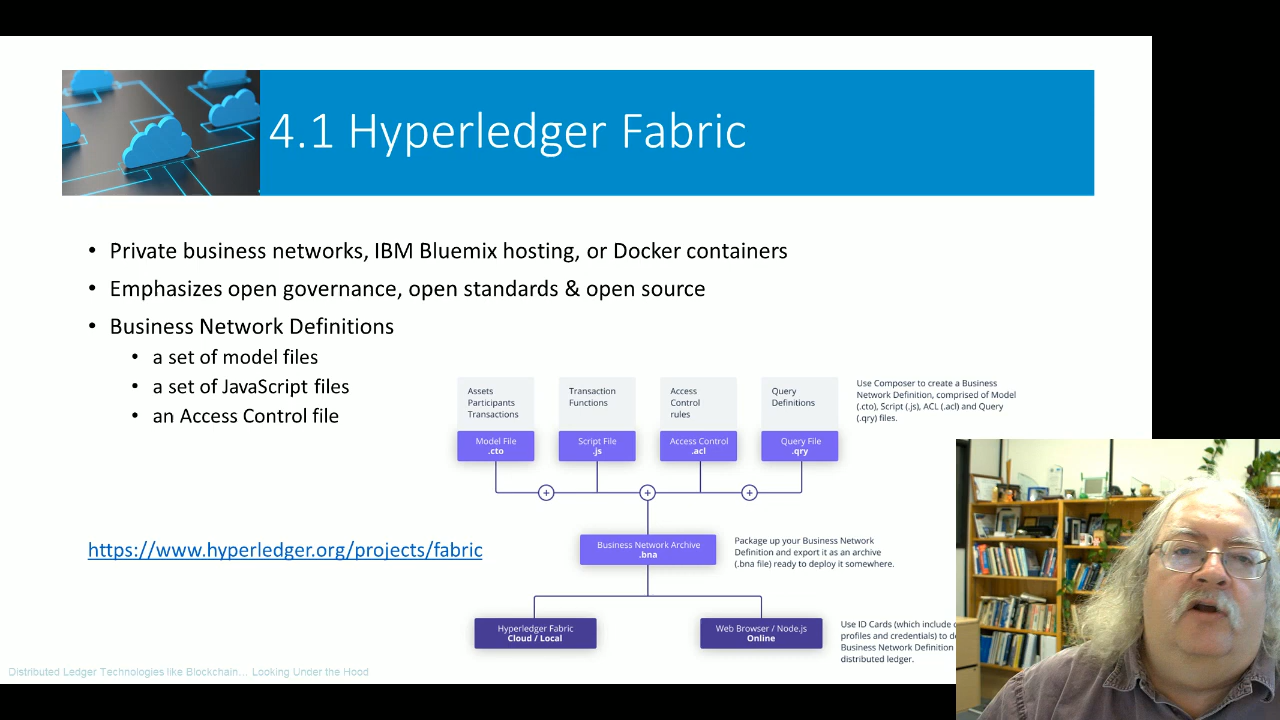 4.1 Hyperledger Fabric
• Private business networks, IBM Bluemix hosting, or Docker containers
• Emphasizes open governance, open standards & open source
• Business Network Definitions
• a set of model files
• a set of JavaScript files
• an Access Control file
Assets
Participants
Transactions
Model File
.cto
Transaction
Functions
Script File
.js
Access
Control
rules
Access Control
.acl
Query
Definitions
Query File
.qry
Use Composer to create a Business
Network Definition, comprised of Model
(.cto), Script (.js), ACL (.acl) and Query
(.qry) files.
+
+
+
https://www.hyperledger.org/projects/fabric
Business Network Archive
.bna
Package up your Business Network
Definition and export it as an archive
(.bna file) ready to deploy it somewhere.
Hyperledger Fabric
Cloud / Local
Web Browser / Node.js
Online
Use ID Cards (which include
profiles and credentials) to
Business Network Definition
distributed ledger.
Distributed Ledger Technologies like Blockchain... Looking Under the Hood